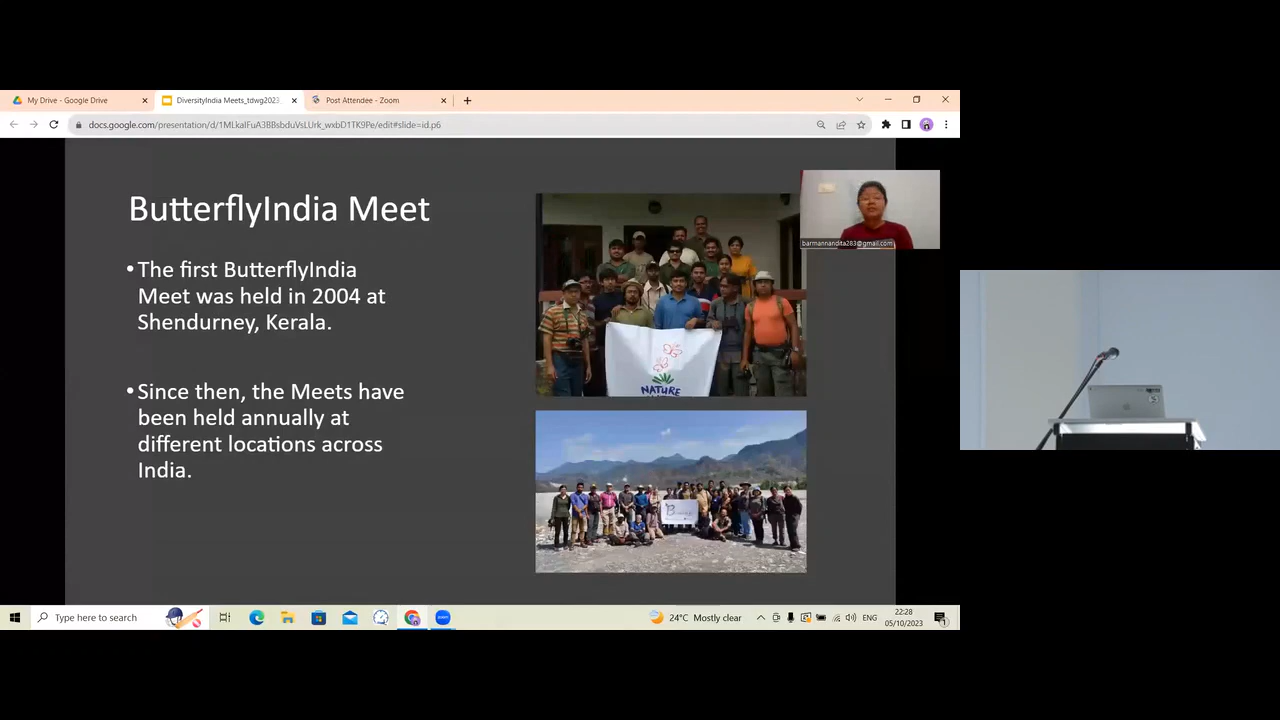 My Drive - Google Drive
DiversityIndia Meets_tdwg2023
Post Attendee - Zoom
docs.google.com/presentation/d/1MLkaIFuA3BBsbduVsLUrk_wxbD1TK9Pe/edit#slide=id.p6
ButterflyIndia Meet
barmannandita283@gmail.com
• The first ButterflyIndia
Meet was held in 2004 at
Shendurney, Kerala.
• Since then, the Meets have
been held annually at
different locations across
India.
NATURE
Type here to search
24°C Mostly clear
ENG
22:28
05/10/2023